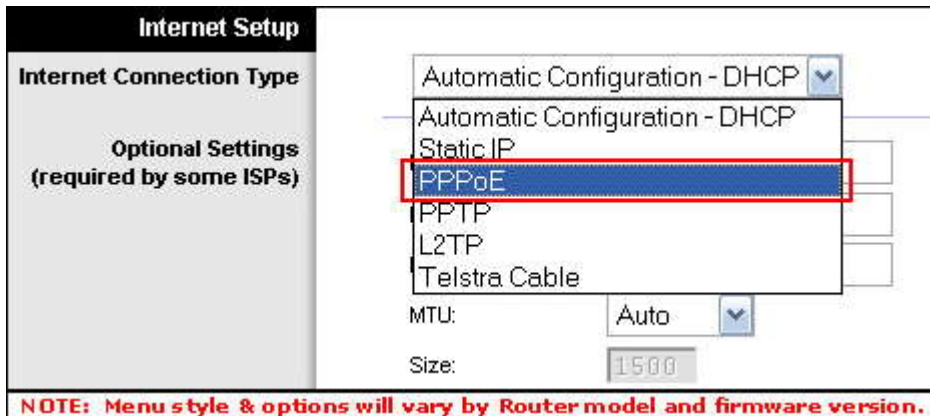 Internet Setup
Internet Connection Type
Automatic Configuration - DHCP
Automatic Configuration - DHCP
Static IP
PPPoE
PPTP
L2TP
Telstra Cable
Optional Settings
(required by some ISPs)
MTU:
Auto
Size:
1500
NOTE: Menu style & options will vary by Router model and firmware version.